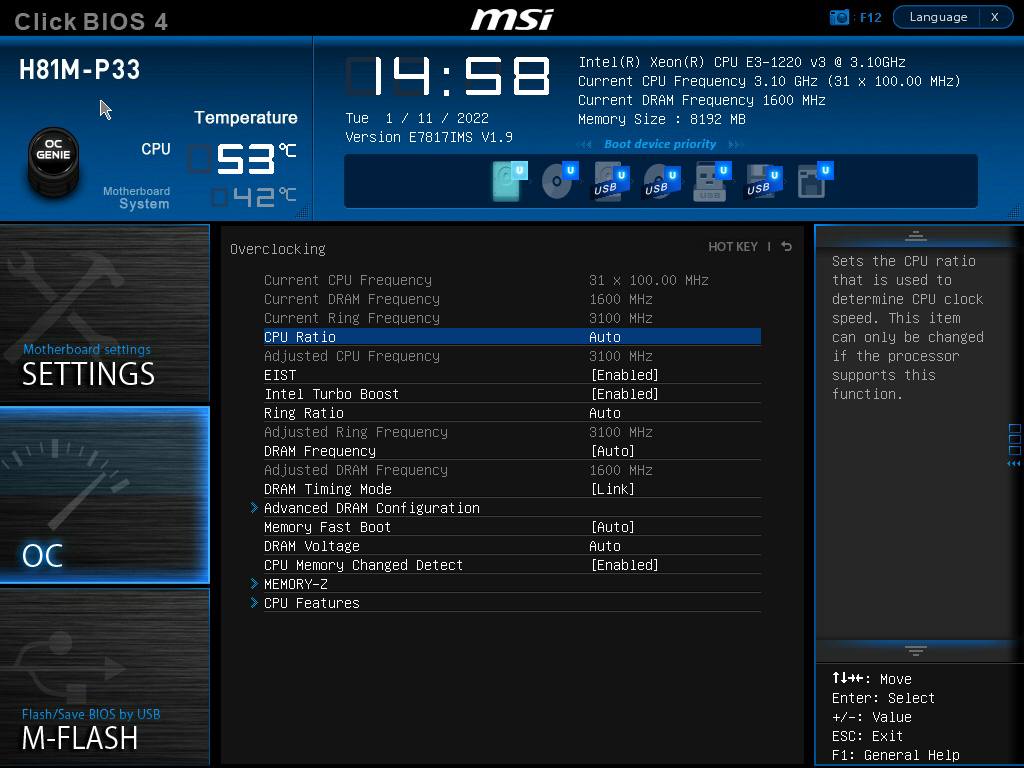 Click BIOS 4
msi
: F12
Language X
H81M-P33
14:58
Tue 1 / 11 / 2022
Version E7817IMS V1.9
Intel(R) Xeon(R) CPU E3-1220 v3 @ 3.10GHz
Current CPU Frequency 3.10 GHz (31 x 100.00 MHz)
Current DRAM Frequency 1600 MHz
Memory Size : 8192 MB
OC
GENIE
Temperature
CPU 53°C
Motherboard
System 42°C
Boot device priority
U U U U U U U
USB USB USB USB
Motherboard settings
SETTINGS
OC
Flash/Save BIOS by USB
M-FLASH
Overclocking
HOT KEY |
Current CPU Frequency 31 x 100.00 MHz
Current DRAM Frequency 1600 MHz
Current Ring Frequency 3100 MHz
CPU Ratio Auto
Adjusted CPU Frequency 3100 MHz
EIST [Enabled]
Intel Turbo Boost [Enabled]
Ring Ratio Auto
Adjusted Ring Frequency 3100 MHz
DRAM Frequency [Auto]
Adjusted DRAM Frequency 1600 MHz
DRAM Timing Mode [Link]
> Advanced DRAM Configuration
Memory Fast Boot [Auto]
DRAM Voltage Auto
CPU Memory Changed Detect [Enabled]
> MEMORY-Z
> CPU Features
Sets the CPU ratio
that is used to
determine CPU clock
speed. This item
can only be changed
if the processor
supports this
function.
↑↓→←: Move
Enter: Select
+/-: Value
ESC: Exit
F1: General Help